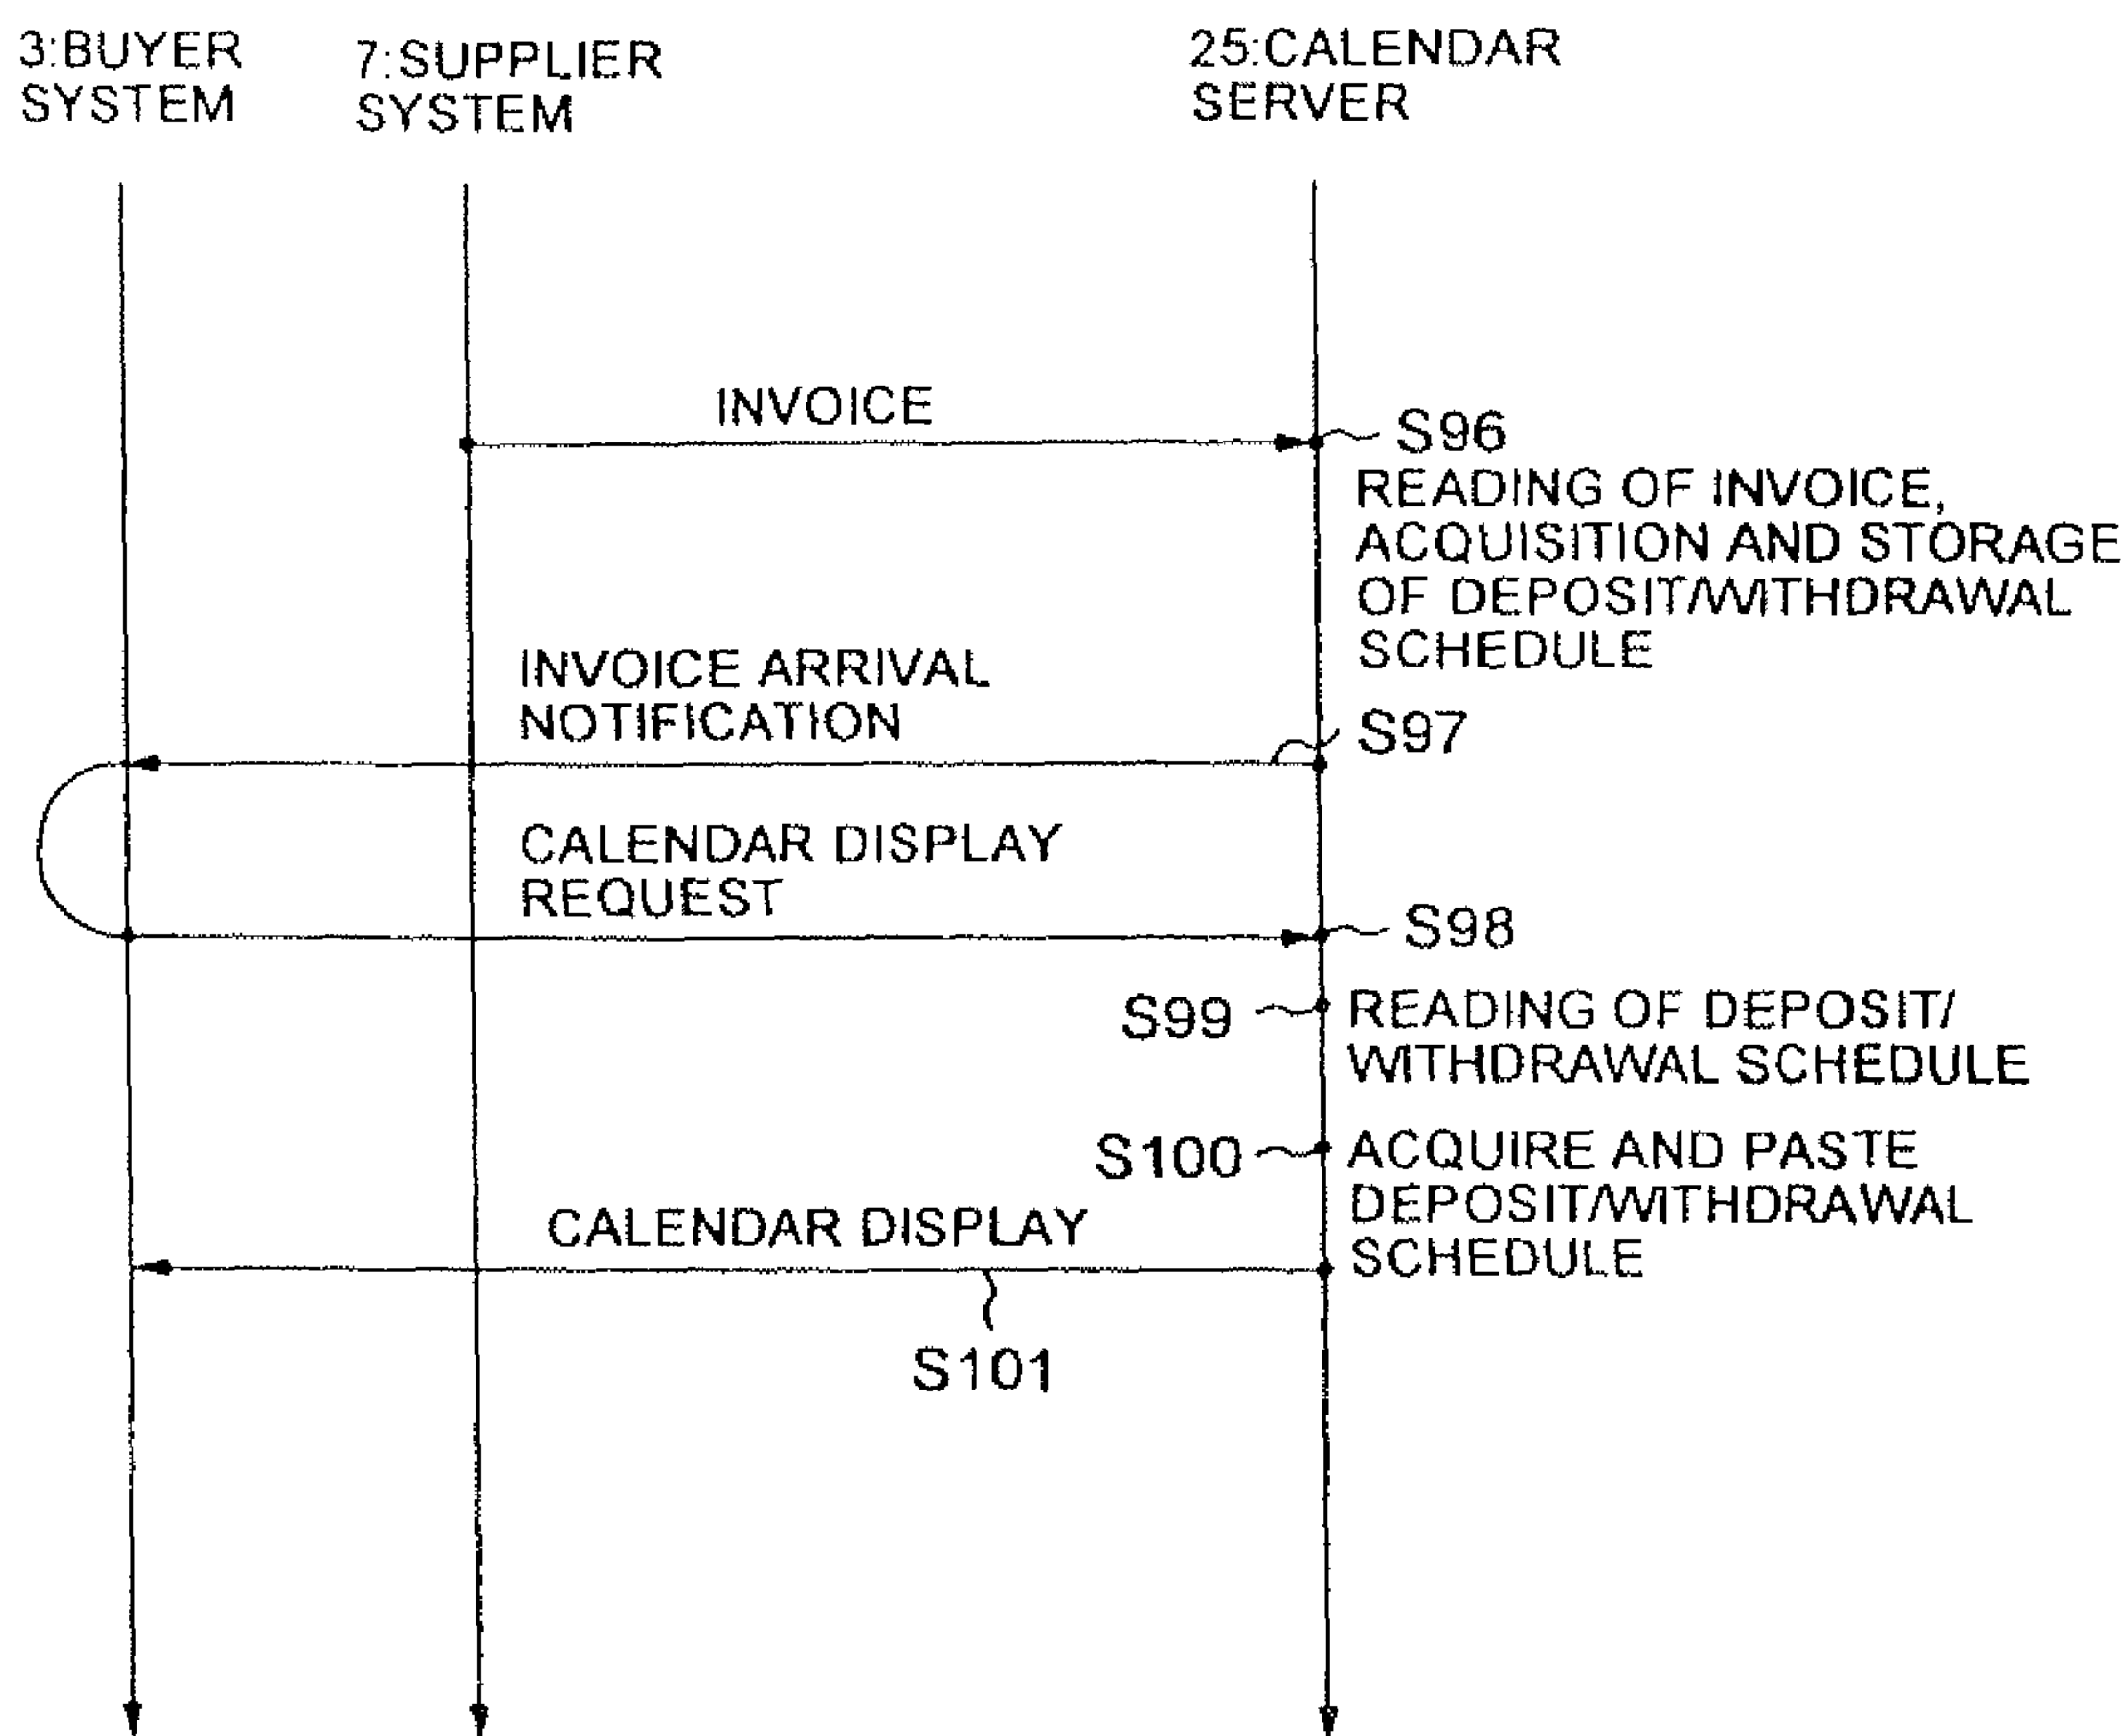 3:BUYER
SYSTEM
7:SUPPLIER
SYSTEM
25:CALENDAR
SERVER
INVOICE
S96
READING OF INVOICE,
ACQUISITION AND STORAGE
OF DEPOSIT/WITHDRAWAL
SCHEDULE
INVOICE ARRIVAL
NOTIFICATION
S97
CALENDAR DISPLAY
REQUEST
S98
S99
READING OF DEPOSIT/
WITHDRAWAL SCHEDULE
S100
ACQUIRE AND PASTE
DEPOSIT/WITHDRAWAL
SCHEDULE
CALENDAR DISPLAY
S101